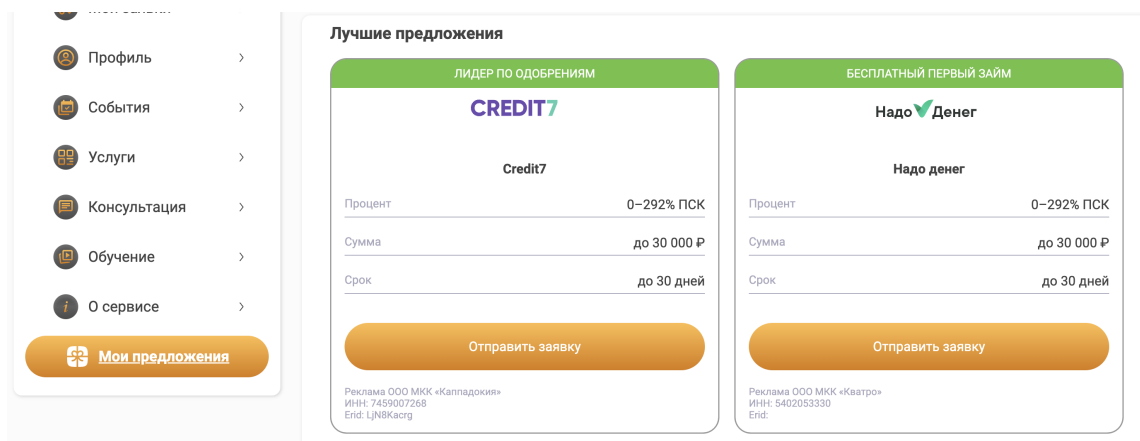 Профиль
События
Услуги
Консультация
Обучение
О сервисе
Мои предложения
Лучшие предложения
ЛИДЕР ПО ОДОБРЕНИЯМ
CREDIT7
Credit7
Процент 0–292% ПСК
Сумма до 30 000 ₽
Срок до 30 дней
Отправить заявку
Реклама ООО МКК «Каппадокия»
ИНН: 7459007268
Erid: LjN8Kacrg
БЕСПЛАТНЫЙ ПЕРВЫЙ ЗАЙМ
Надо Денег
Надо денег
Процент 0–292% ПСК
Сумма до 30 000 ₽
Срок до 30 дней
Отправить заявку
Реклама ООО МКК «Кватро»
ИНН: 5402053330
Erid: